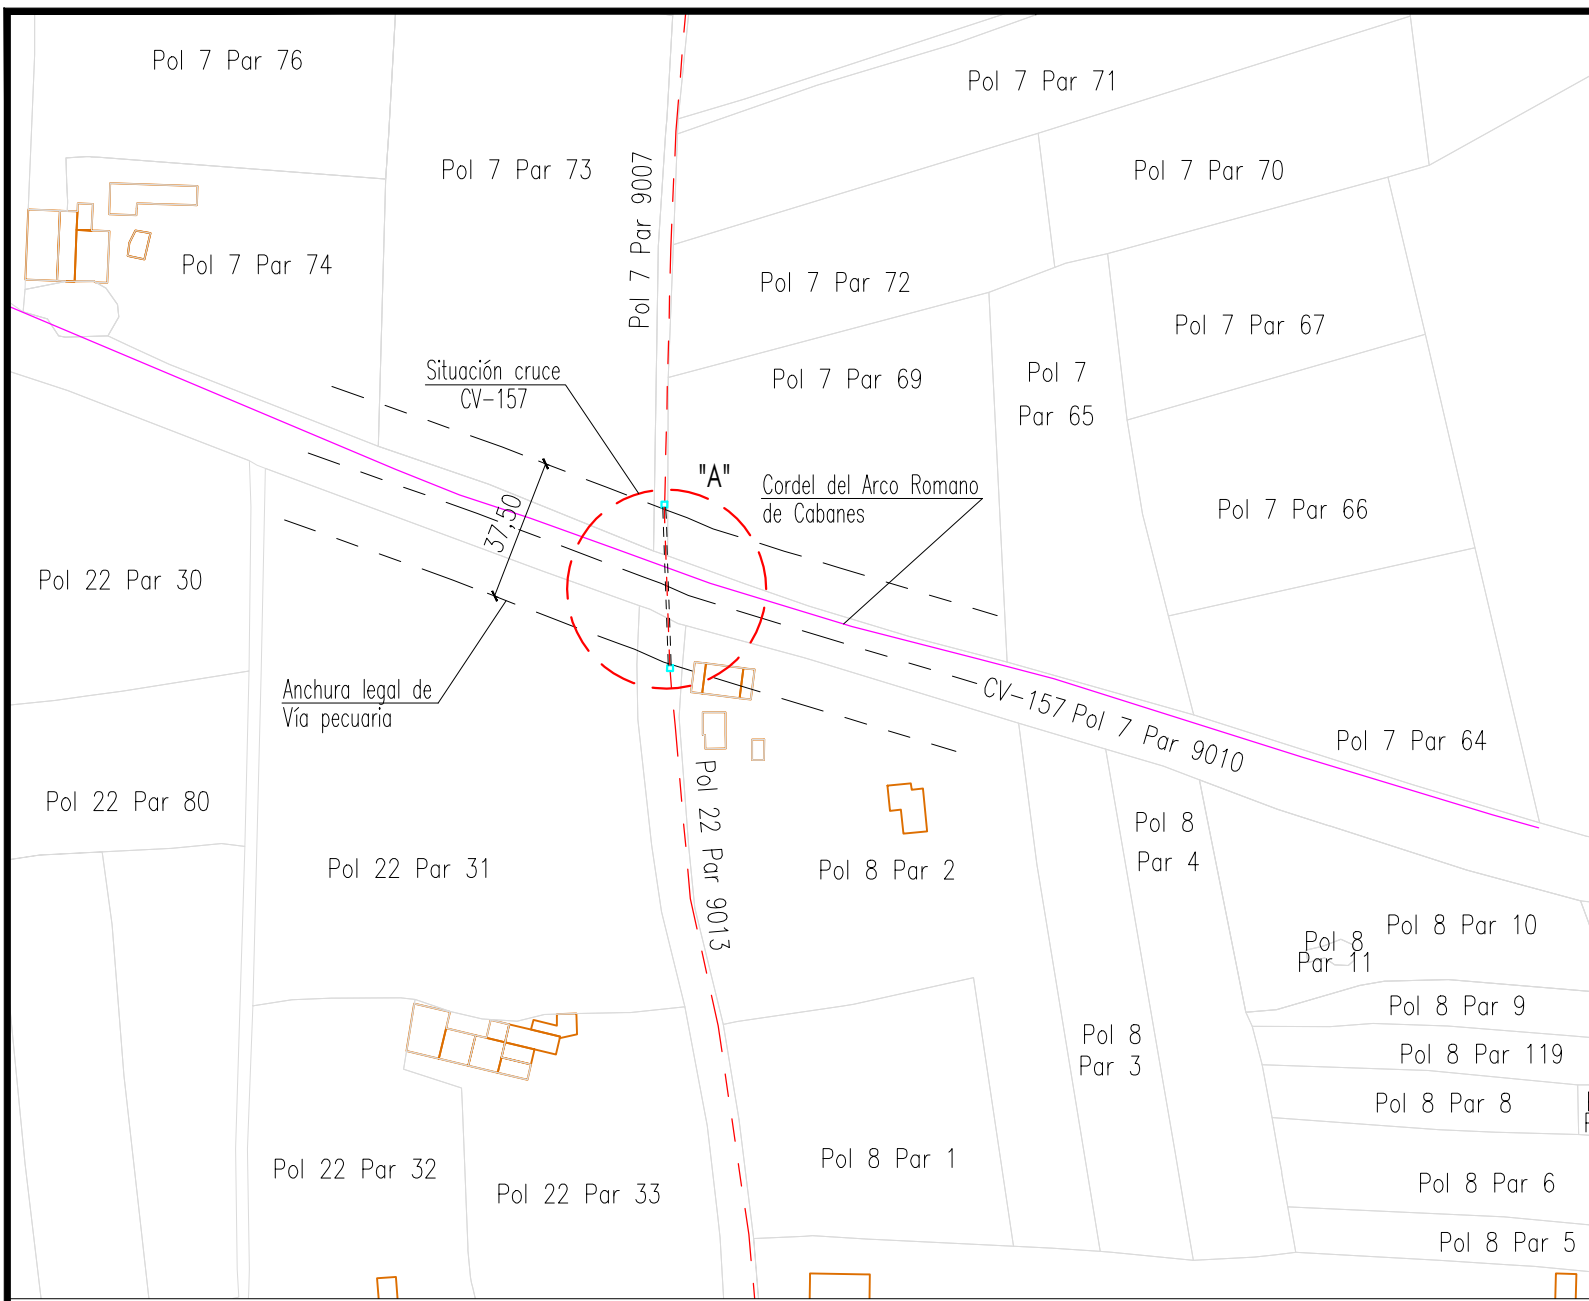 Pol 7 Par 76
Pol 7 Par 71
Pol 7 Par 73
Pol 7 Par 9007
Pol 7 Par 70
Pol 7 Par 74
Pol 7 Par 72
Pol 7 Par 67
Situación cruce
CV-157
Pol 7 Par 69
Pol 7
Par 65
"A"
Cordel del Arco Romano
de Cabanes
37,50
Pol 7 Par 66
Pol 22 Par 30
Anchura legal de
Vía pecuaria
CV-157 Pol 7 Par 9010
Pol 7 Par 64
Pol 22 Par 80
Pol 22 Par 9013
Pol 8
Par 4
Pol 22 Par 31
Pol 8 Par 2
Pol 8 Par 10
Pol 8
Par 11
Pol 8 Par 9
Pol 8
Par 3
Pol 8 Par 119
Pol 8 Par 8
Pol 8 Par 1
Pol 22 Par 32
Pol 22 Par 33
Pol 8 Par 6
Pol 8 Par 5